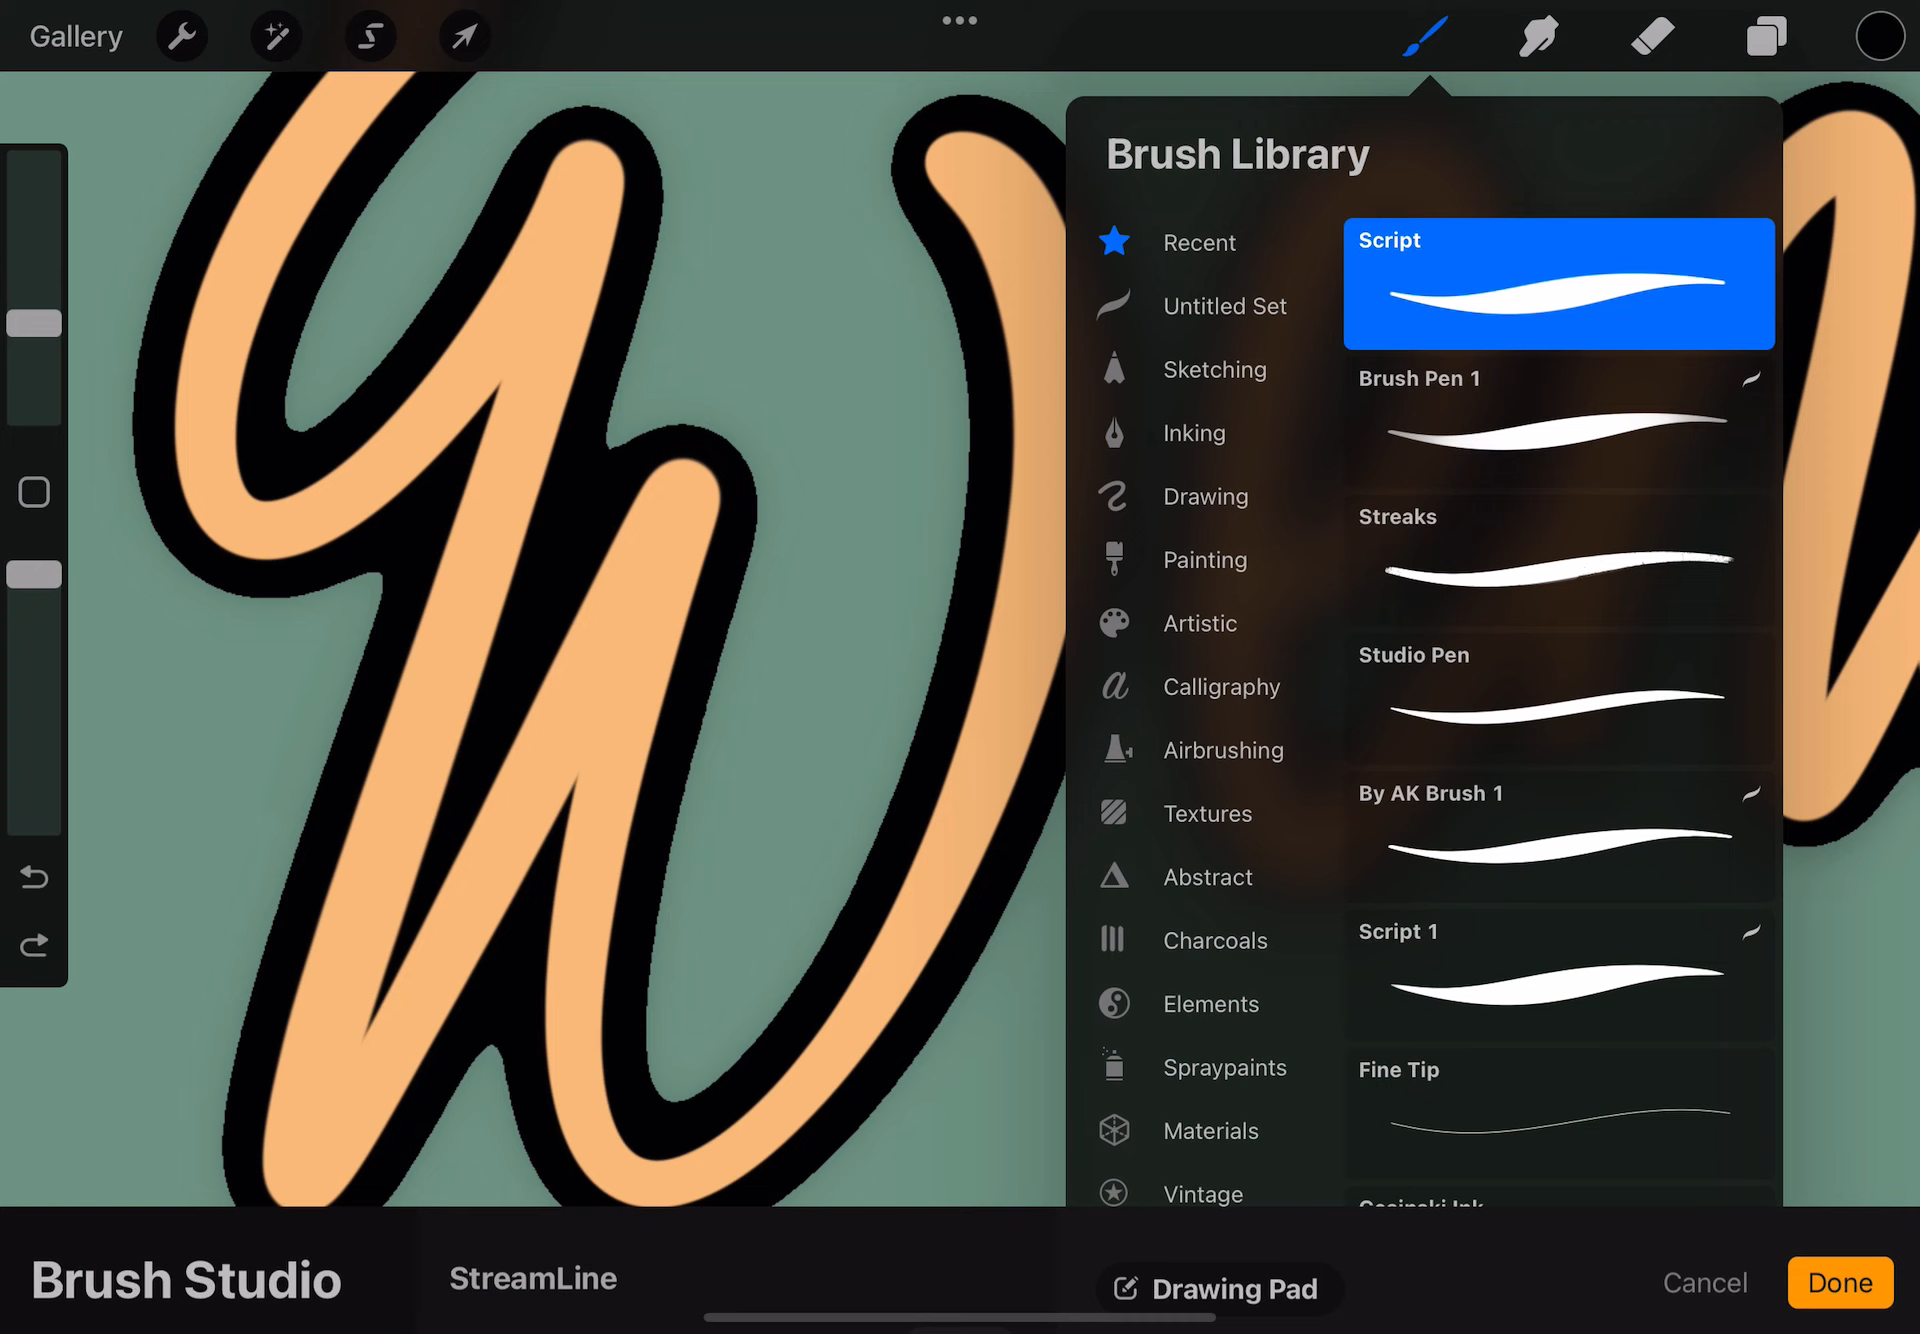 Gallery
Brush Library
Recent
Untitled Set
Sketching
Inking
Drawing
Painting
Artistic
Calligraphy
Airbrushing
Textures
Abstract
Charcoals
Elements
Spraypaints
Materials
Vintage
Script
Brush Pen 1
Streaks
Studio Pen
By AK Brush 1
Script 1
Fine Tip
Brush Studio
StreamLine
Drawing Pad
Cancel
Done